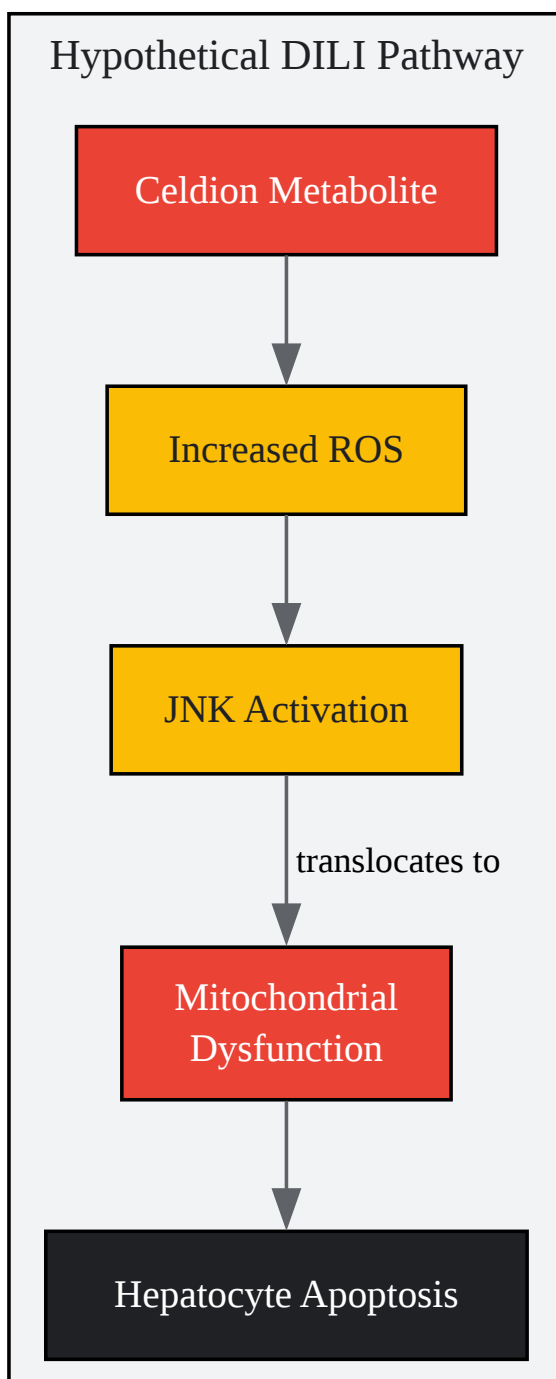 Hypothetical DILI Pathway
Celdion Metabolite
Increased ROS
JNK Activation
translocates to
Mitochondrial
Dysfunction
Hepatocyte Apoptosis